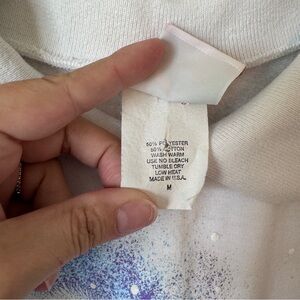 50% POLYESTER
50% COTTON
WASH WARM
USE NO BLEACH
TUMBLE DRY
LOW HEAT
MADE IN U.S.A.
M